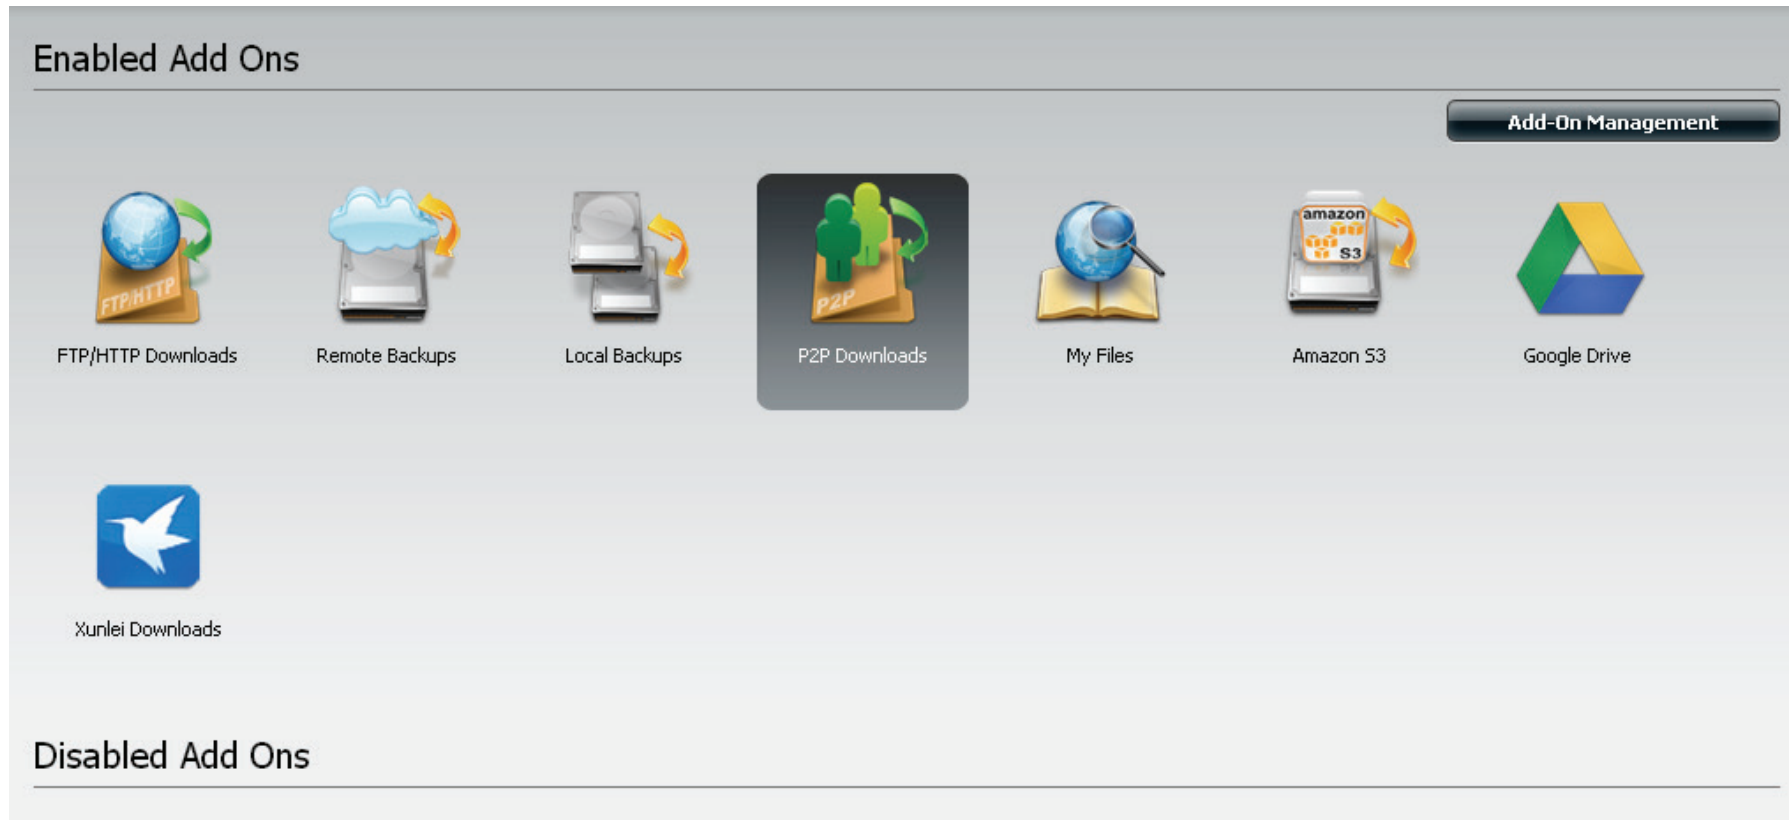 Enabled Add Ons
Add-On Management
FTP/HTTP
P2P
amazon
S3
FTP/HTTP Downloads
Remote Backups
Local Backups
P2P Downloads
My Files
Amazon S3
Google Drive
Xunlei Downloads
Disabled Add Ons